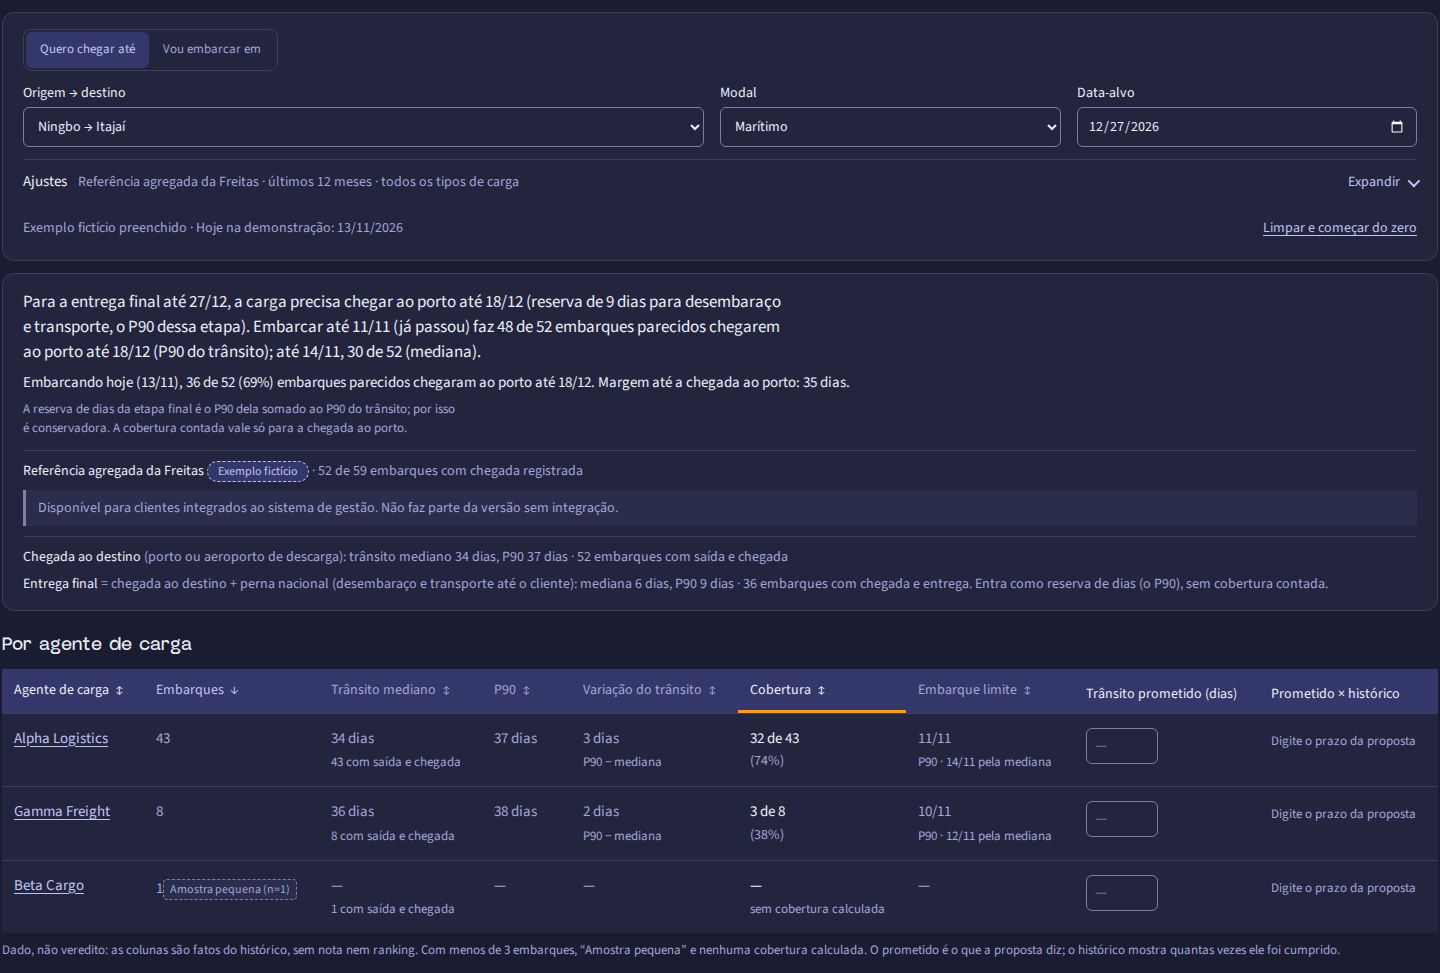 Quero chegar até Vou embarcar em
Origem → destino Modal Data-alvo
Ningbo → Itajaí Marítimo 12/27/2026
Ajustes Referência agregada da Freitas · últimos 12 meses · todos os tipos de carga Expandir
Exemplo fictício preenchido · Hoje na demonstração: 13/11/2026 Limpar e começar do zero
Para a entrega final até 27/12, a carga precisa chegar ao porto até 18/12 (reserva de 9 dias para desembaraço
e transporte, o P90 dessa etapa). Embarcar até 11/11 (já passou) faz 48 de 52 embarques parecidos chegarem
ao porto até 18/12 (P90 do trânsito); até 14/11, 30 de 52 (mediana).
Embarcando hoje (13/11), 36 de 52 (69%) embarques parecidos chegaram ao porto até 18/12. Margem até a chegada ao porto: 35 dias.
A reserva de dias da etapa final é o P90 dela somado ao P90 do trânsito; por isso
é conservadora. A cobertura contada vale só para a chegada ao porto.
Referência agregada da Freitas Exemplo fictício · 52 de 59 embarques com chegada registrada
Disponível para clientes integrados ao sistema de gestão. Não faz parte da versão sem integração.
Chegada ao destino (porto ou aeroporto de descarga): trânsito mediano 34 dias, P90 37 dias · 52 embarques com saída e chegada
Entrega final = chegada ao destino + perna nacional (desembaraço e transporte até o cliente): mediana 6 dias, P90 9 dias · 36 embarques com chegada e entrega. Entra como reserva de dias (o P90), sem cobertura contada.
Por agente de carga
Agente de carga ↕ Embarques ↓ Trânsito mediano ↕ P90 ↕ Variação do trânsito ↕ Cobertura ↕ Embarque limite ↕ Trânsito prometido (dias) Prometido × histórico
Alpha Logistics 43 34 dias 37 dias 3 dias 32 de 43 11/11 — Digite o prazo da proposta
43 com saída e chegada P90 − mediana (74%) P90 · 14/11 pela mediana
Gamma Freight 8 36 dias 38 dias 2 dias 3 de 8 10/11 — Digite o prazo da proposta
8 com saída e chegada P90 − mediana (38%) P90 · 12/11 pela mediana
Beta Cargo 1 Amostra pequena (n=1) — — — — — — Digite o prazo da proposta
1 com saída e chegada sem cobertura calculada
Dado, não veredito: as colunas são fatos do histórico, sem nota nem ranking. Com menos de 3 embarques, “Amostra pequena” e nenhuma cobertura calculada. O prometido é o que a proposta diz; o histórico mostra quantas vezes ele foi cumprido.